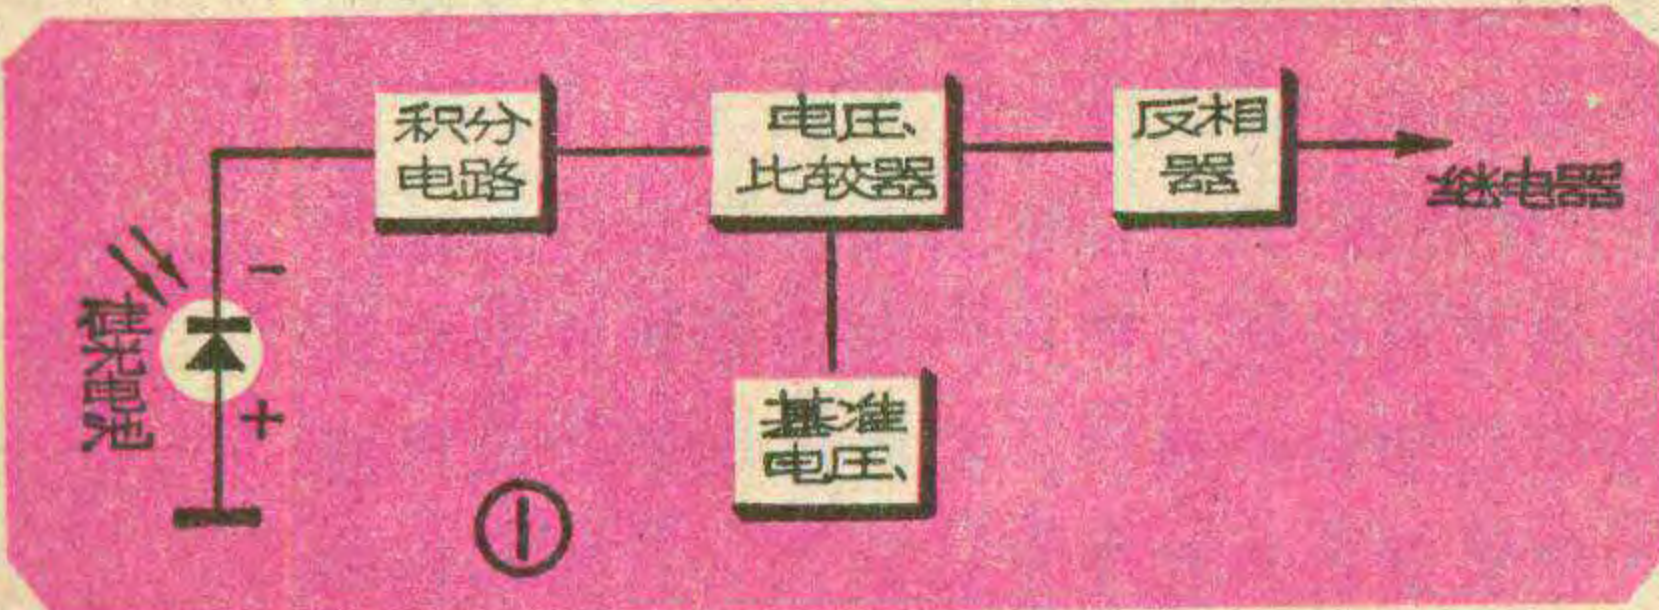 积分
电路
电压
比较器
反相
器
继电器
硅光电池
-
+
基准
电压
①